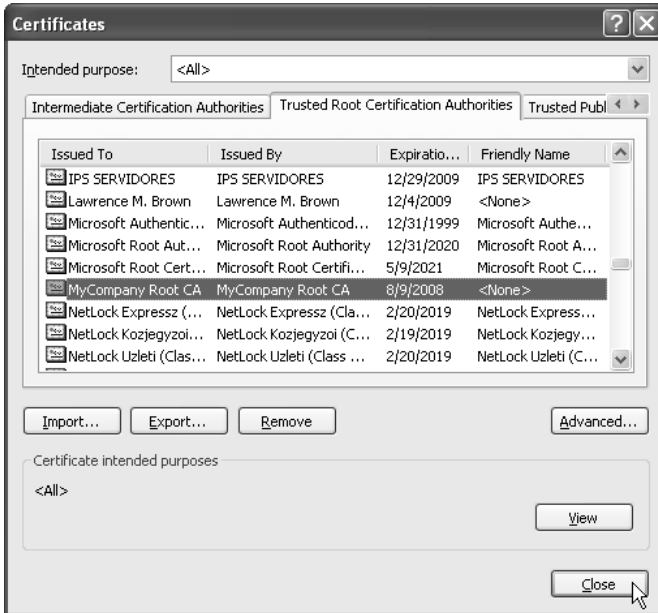 Certificates
Intended purpose: <All>
Intermediate Certification Authorities Trusted Root Certification Authorities Trusted Publ
Issued To Issued By Expiratio... Friendly Name
IPS SERVIDORES IPS SERVIDORES 12/29/2009 IPS SERVIDORES
Lawrence M. Brown Lawrence M. Brown 12/4/2009 <None>
Microsoft Authentic... Microsoft Authenticod... 12/31/1999 Microsoft Authe...
Microsoft Root Aut... Microsoft Root Authority 12/31/2020 Microsoft Root A...
Microsoft Root Cert... Microsoft Root Certifi... 5/9/2021 Microsoft Root C...
MyCompany Root CA MyCompany Root CA 8/9/2008 <None>
NetLock Expressz (... NetLock Expressz (Cla... 2/20/2019 NetLock Express...
NetLock Kozjegyzoi... NetLock Kozjegyzoi (C... 2/19/2019 NetLock Kozjegy...
NetLock Uzleti (Clas... NetLock Uzleti (Class ... 2/20/2019 NetLock Uzleti (C...
Import... Export... Remove Advanced...
Certificate intended purposes
<All>
View
Close